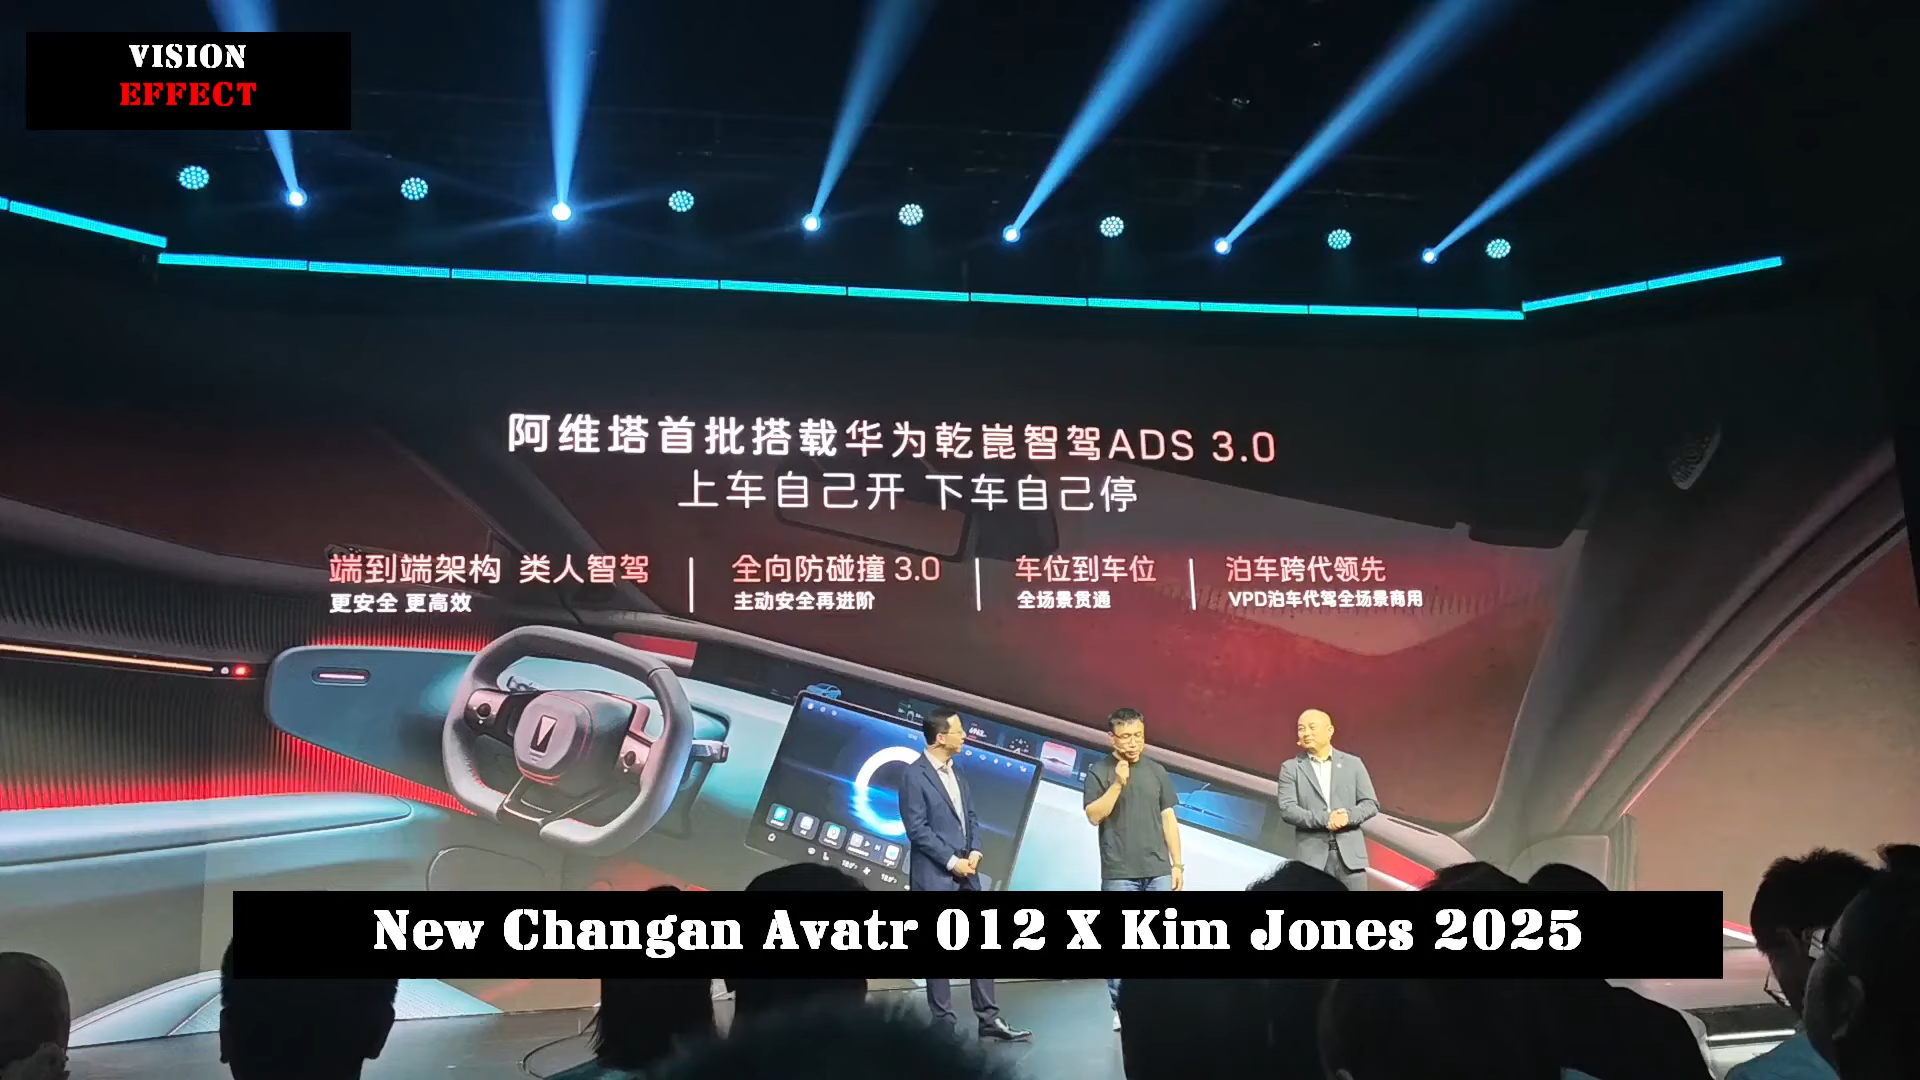 VISION
EFFECT
阿维塔首批搭载华为乾崑智驾ADS 3.0
上车自己开 下车自己停
端到端架构 类人智驾
更安全 更高效
全向防碰撞 3.0
主动安全再进阶
车位到车位
全场景贯通
泊车跨代领先
VPD泊车代驾全场景商用
New Changan Avatr 012 X Kim Jones 2025